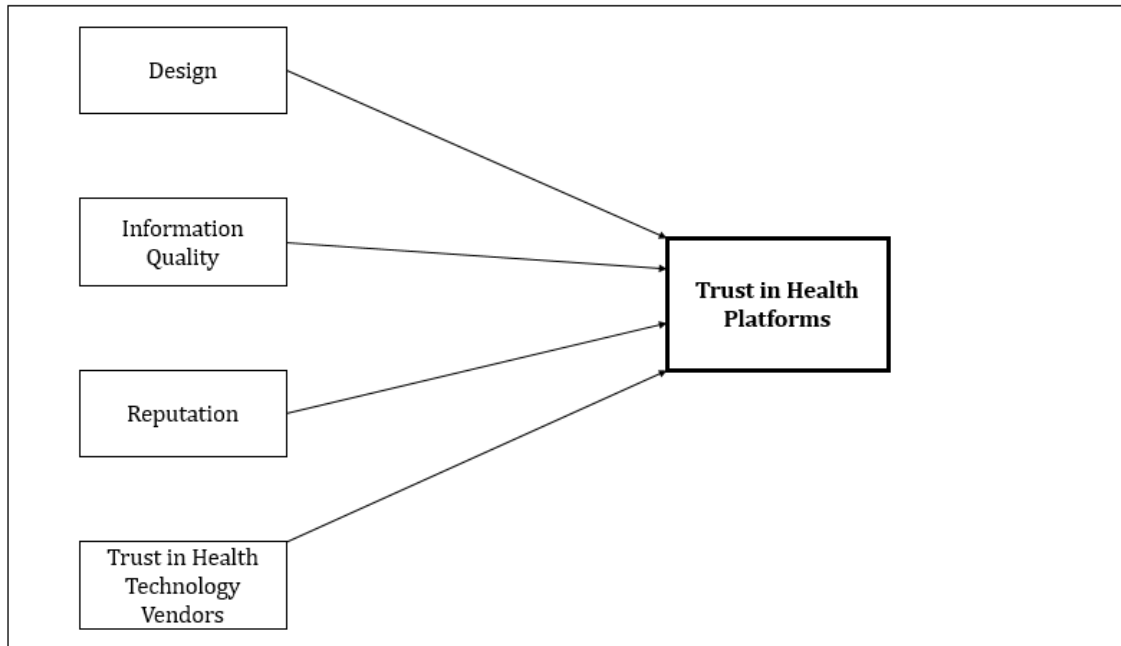 Design
Information
Quality
Trust in Health
Platforms
Reputation
Trust in Health
Technology
Vendors